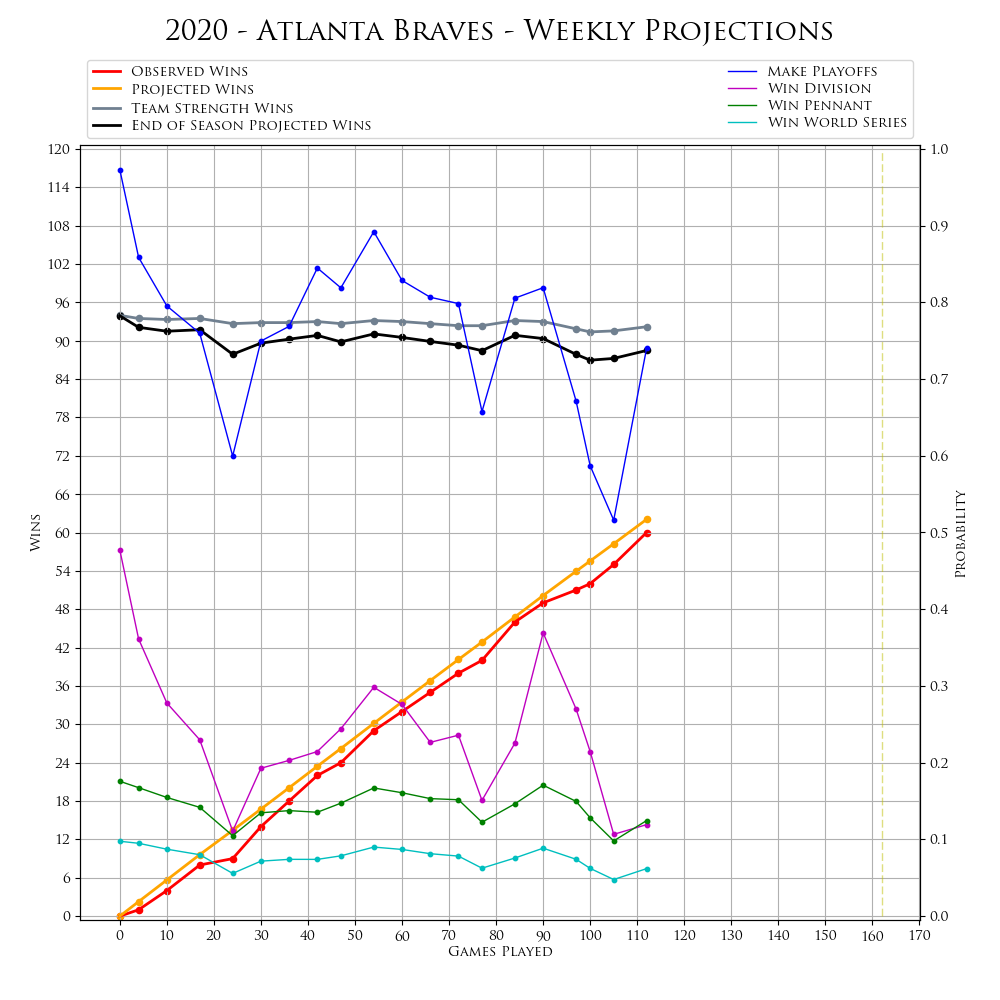 2020 - Atlanta Braves - Weekly Projections
Observed Wins
Projected Wins
Team Strength Wins
End of Season Projected Wins
Make Playoffs
Win Division
Win Pennant
Win World Series
120
114
108
102
96
90
84
78
72
66
60
54
48
42
36
30
24
18
12
6
0
Wins
1.0
0.9
0.8
0.7
0.6
0.5
0.4
0.3
0.2
0.1
0.0
Probability
0 10 20 30 40 50 60 70 80 90 100 110 120 130 140 150 160 170
Games Played